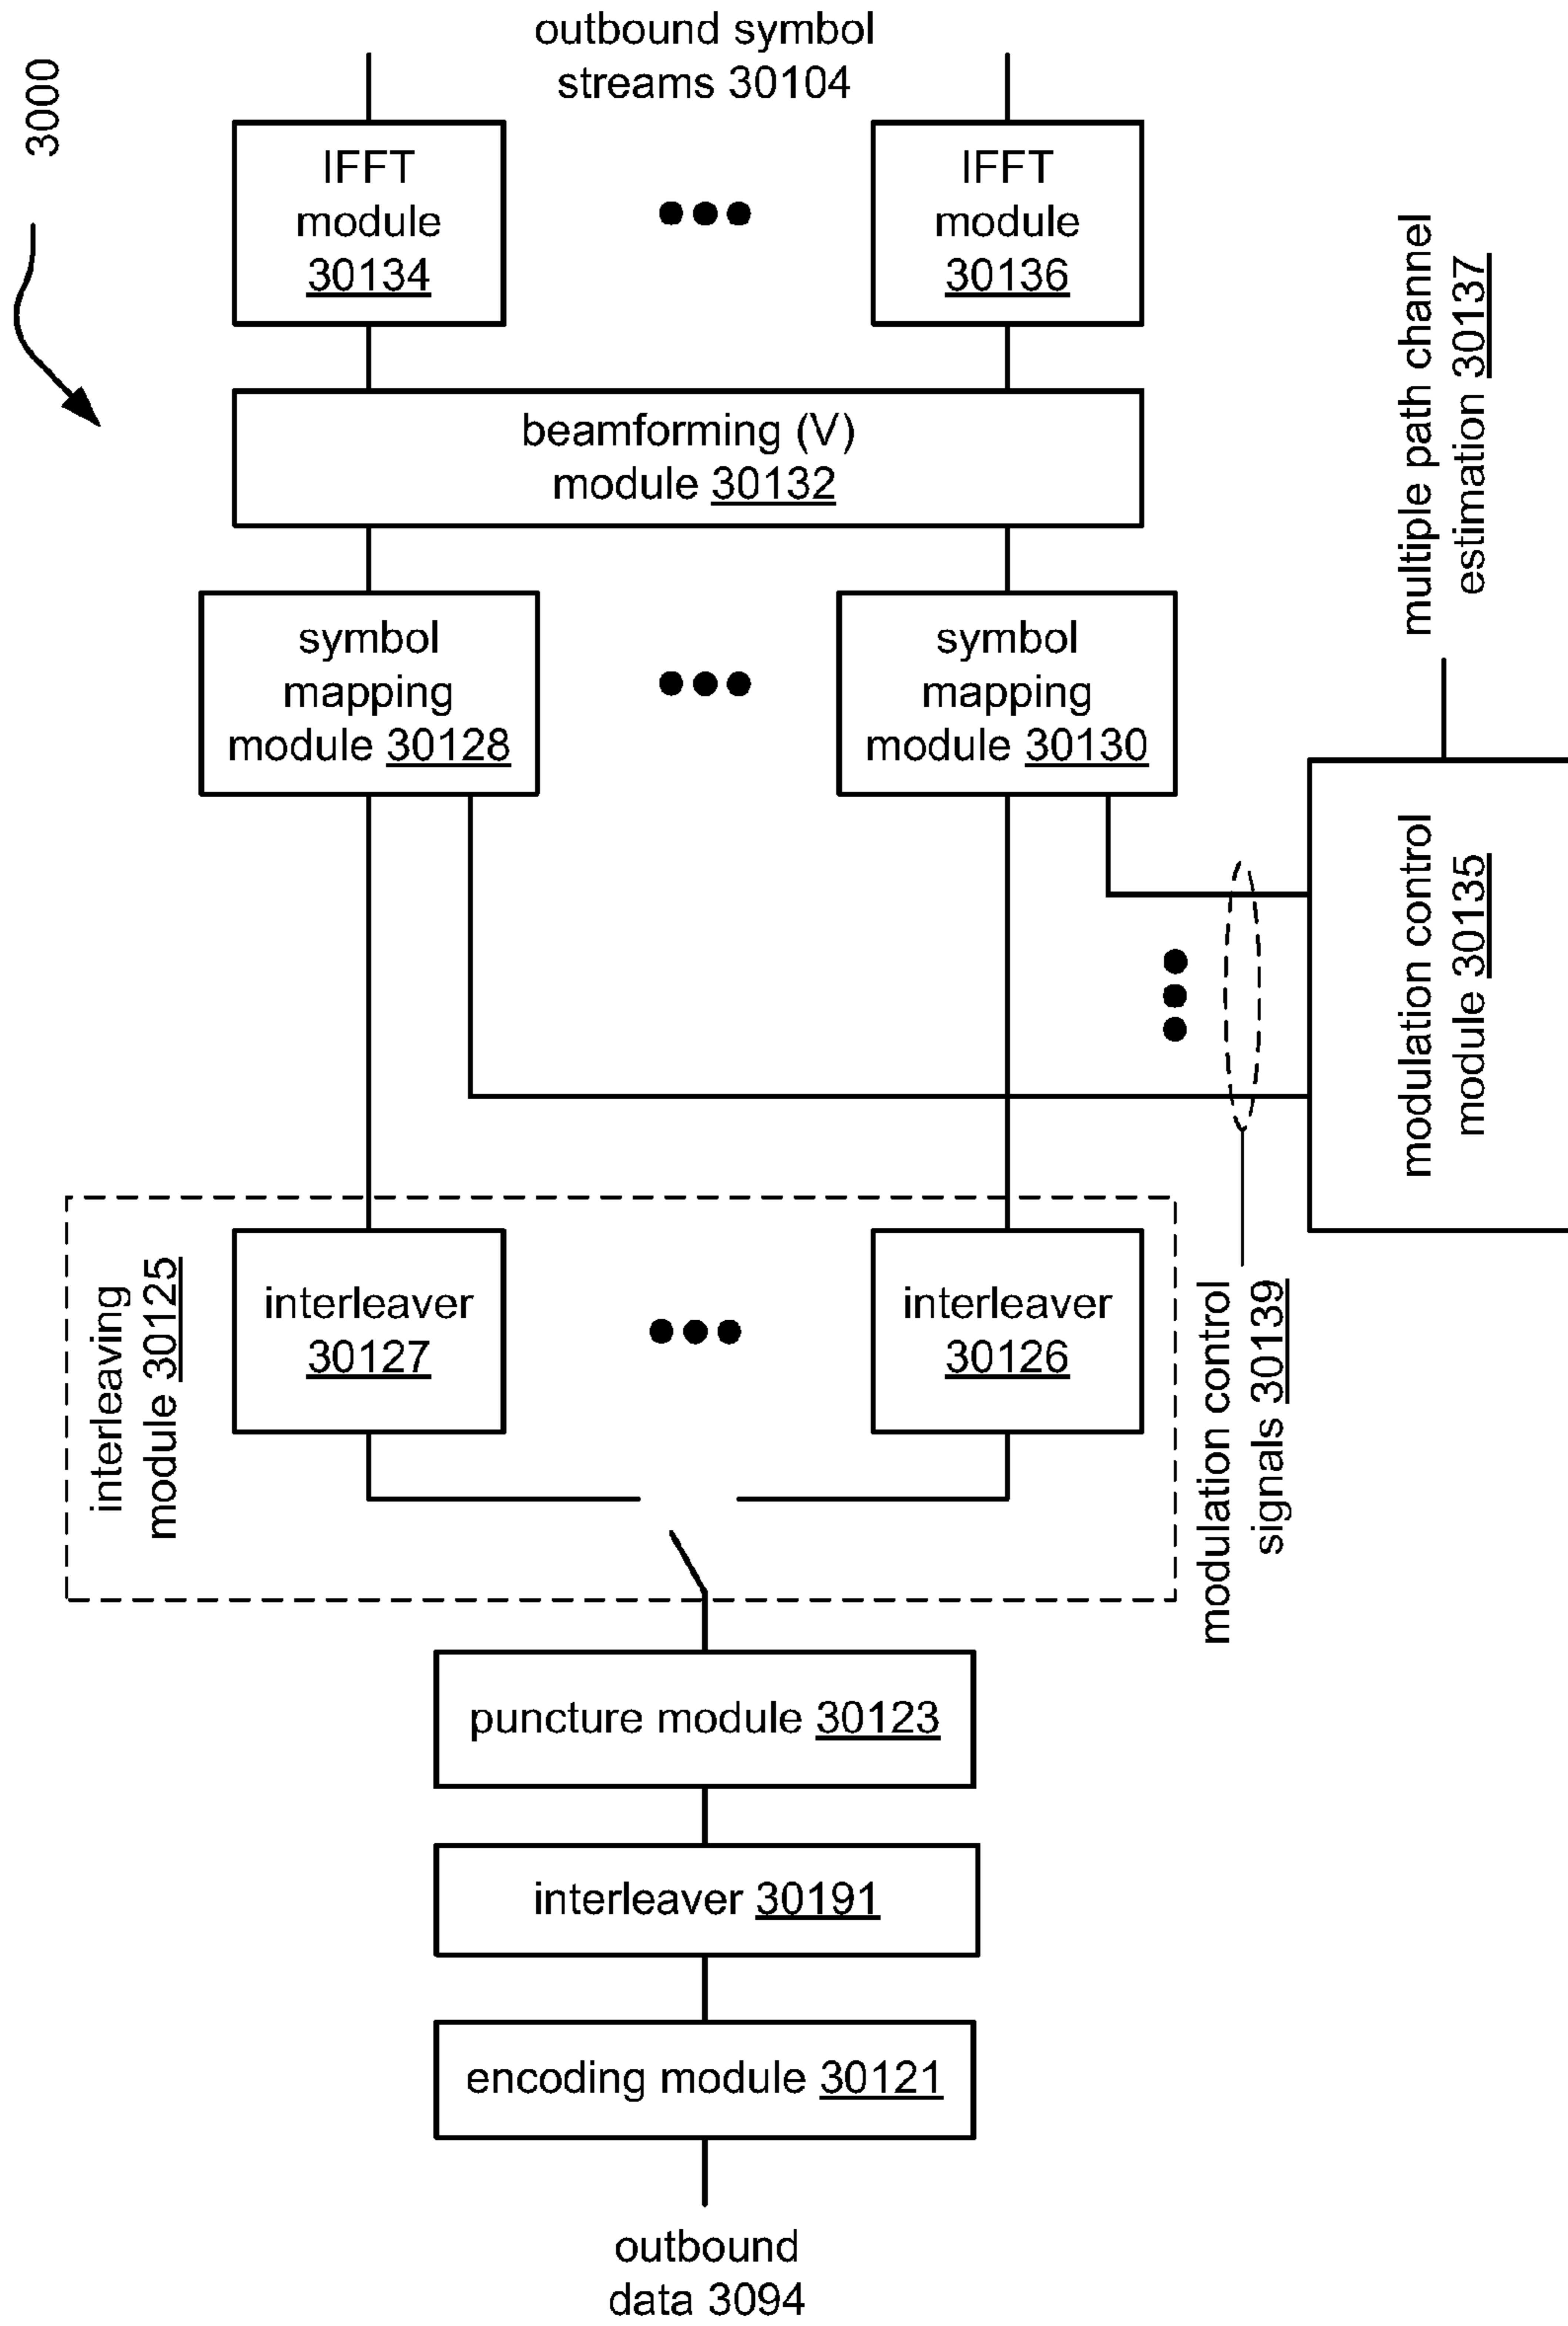 3000
outbound symbol
streams 30104
IFFT
module
30134
IFFT
module
30136
beamforming (V)
module 30132
multiple path channel
estimation 30137
symbol
mapping
module 30128
symbol
mapping
module 30130
modulation control
module 30135
interleaving
module 30125
interleaver
30127
interleaver
30126
modulation control
signals 30139
puncture module 30123
interleaver 30191
encoding module 30121
outbound
data 3094